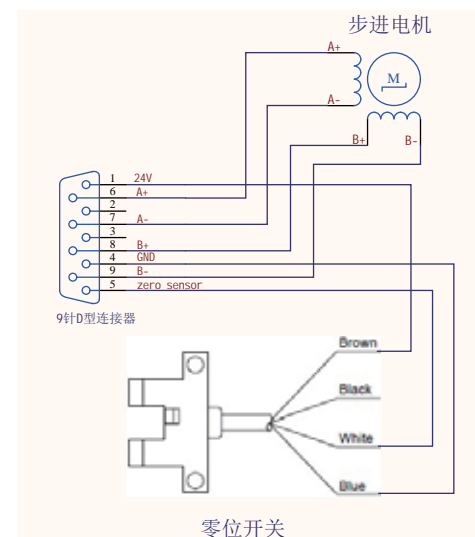 步进电机
A+
M
A-
B+
B-
1 24V
6 A+
2
7 A-
3
8 B+
4 GND
9 B-
5 zero sensor
9针D型连接器
Brown
Black
White
Blue
零位开关